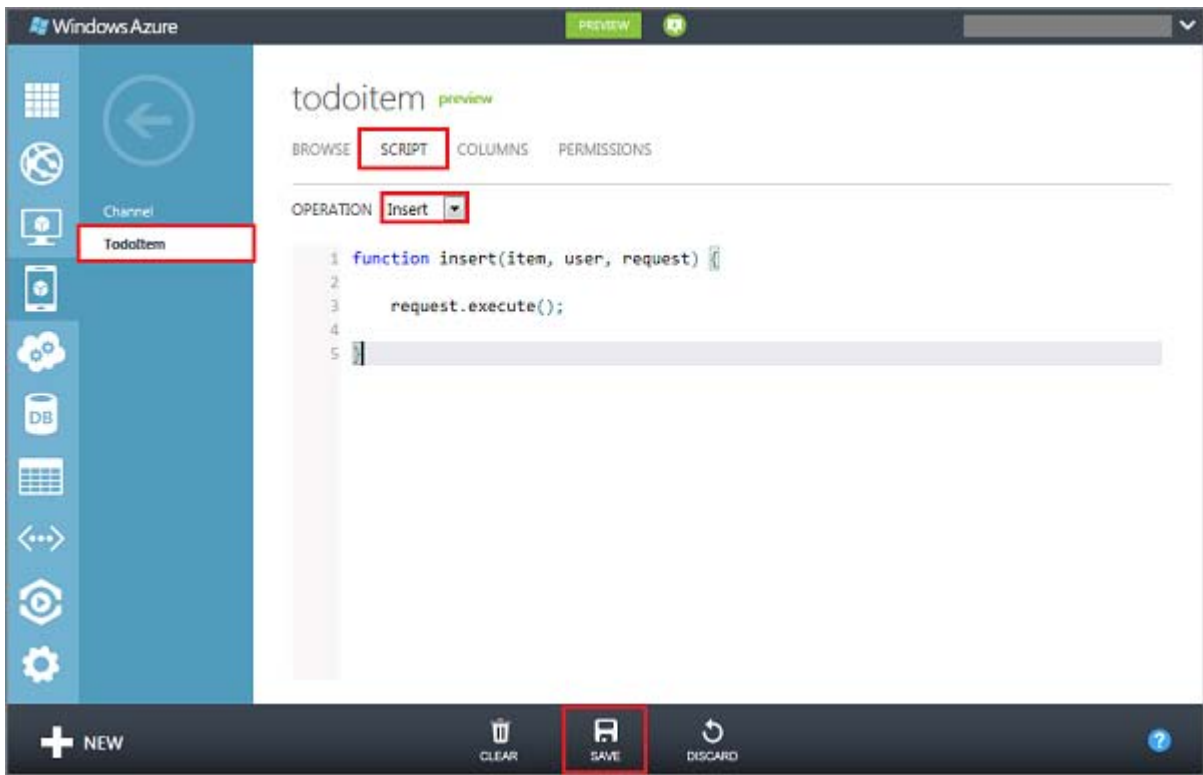 Windows Azure PREVIEW
todoitem preview
BROWSE SCRIPT COLUMNS PERMISSIONS
Channel
TodoItem
OPERATION Insert
1 function insert(item, user, request) {
2
3 request.execute();
4
5 }
DB
NEW CLEAR SAVE DISCARD ?